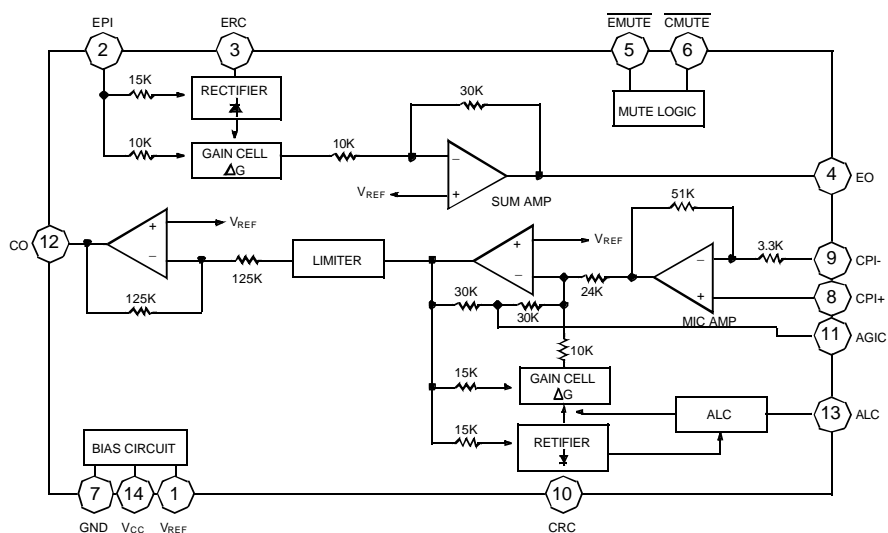 EPI
ERC
EMUTE
CMUTE
2
3
5
6
15K
RECTIFIER
30K
MUTE LOGIC
10K
GAIN CELL
ΔG
10K
−
+
VREF
SUM AMP
4
EO
51K
CO
12
+
−
VREF
125K
125K
LIMITER
+
−
VREF
24K
−
+
MIC AMP
3.3K
9
CPI-
8
CPI+
11
AGIC
30K
30K
10K
15K
GAIN CELL
ΔG
15K
RETIFIER
ALC
13
ALC
BIAS CIRCUIT
7
14
1
10
GND
VCC
VREF
CRC